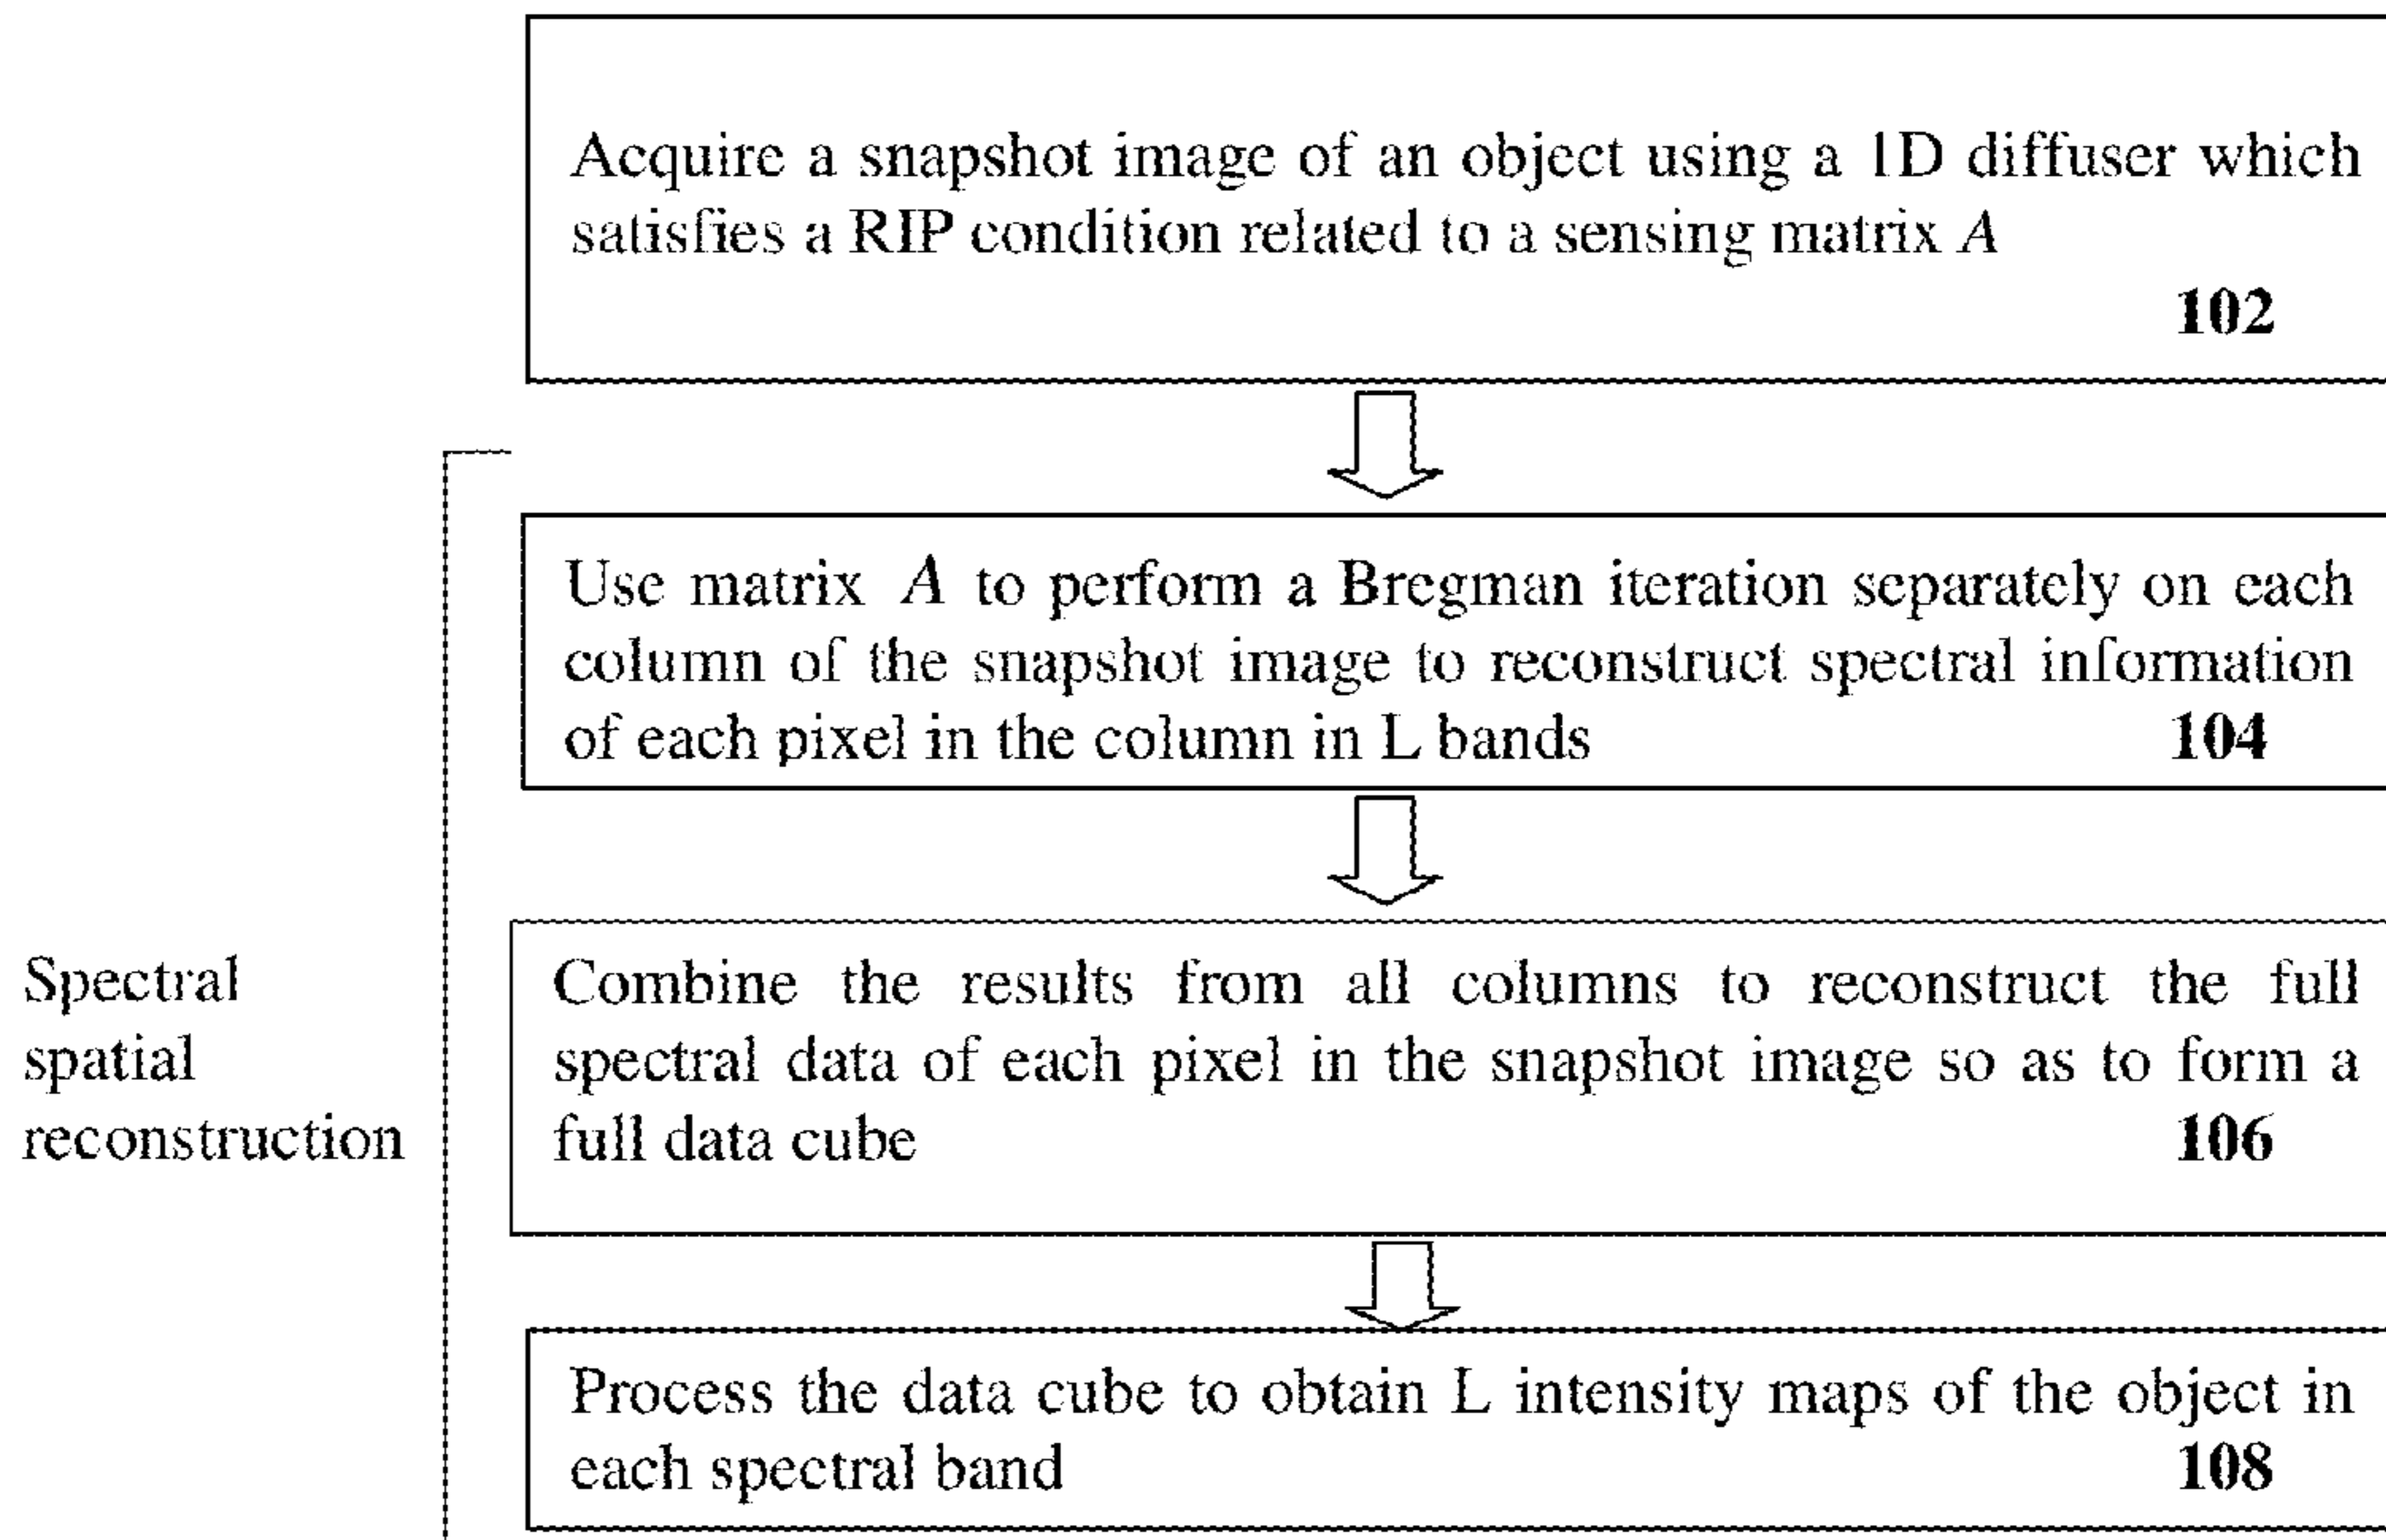 Acquire a snapshot image of an object using a 1D diffuser which
satisfies a RIP condition related to a sensing matrix A
102
Use matrix A to perform a Bregman iteration separately on each
column of the snapshot image to reconstruct spectral information
of each pixel in the column in L bands 104
Spectral
spatial
reconstruction
Combine the results from all columns to reconstruct the full
spectral data of each pixel in the snapshot image so as to form a
full data cube 106
Process the data cube to obtain L intensity maps of the object in
each spectral band 108